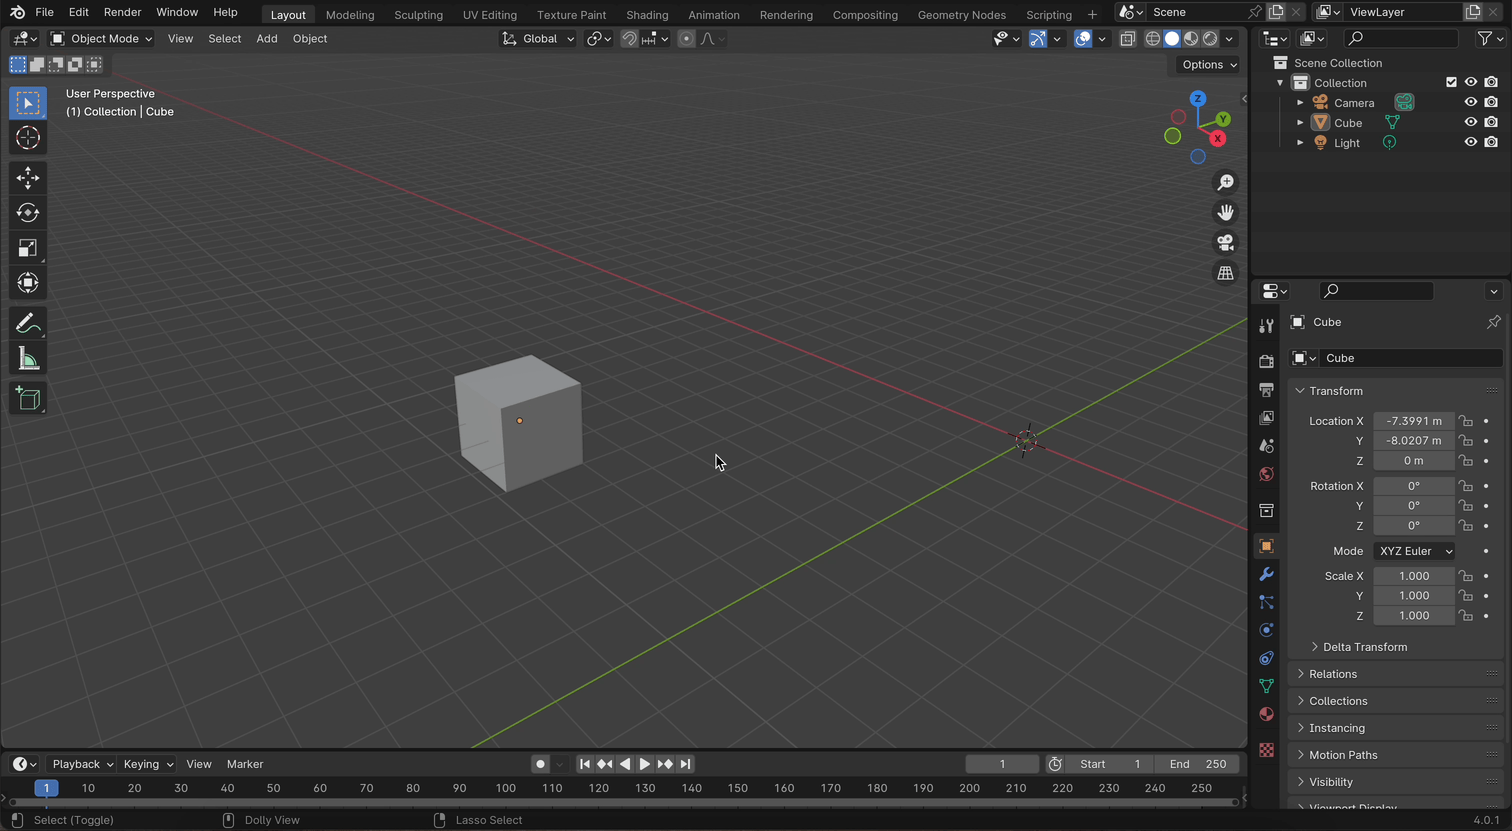 File Edit Render Window Help Layout Modeling Sculpting UV Editing Texture Paint Shading Animation Rendering Compositing Geometry Nodes Scripting + Scene ViewLayer
Object Mode View Select Add Object Global
Options
User Perspective
(1) Collection | Cube
Z
Y
X
Scene Collection
Collection
Camera
Cube
Light
Cube
Cube
Transform
Location X -7.3991 m
Y -8.0207 m
Z 0 m
Rotation X 0°
Y 0°
Z 0°
Mode XYZ Euler
Scale X 1.000
Y 1.000
Z 1.000
Delta Transform
Relations
Collections
Instancing
Motion Paths
Visibility
Viewport Display
Playback Keying View Marker 1 Start 1 End 250
1 10 20 30 40 50 60 70 80 90 100 110 120 130 140 150 160 170 180 190 200 210 220 230 240 250
Select (Toggle) Dolly View Lasso Select 4.0.1